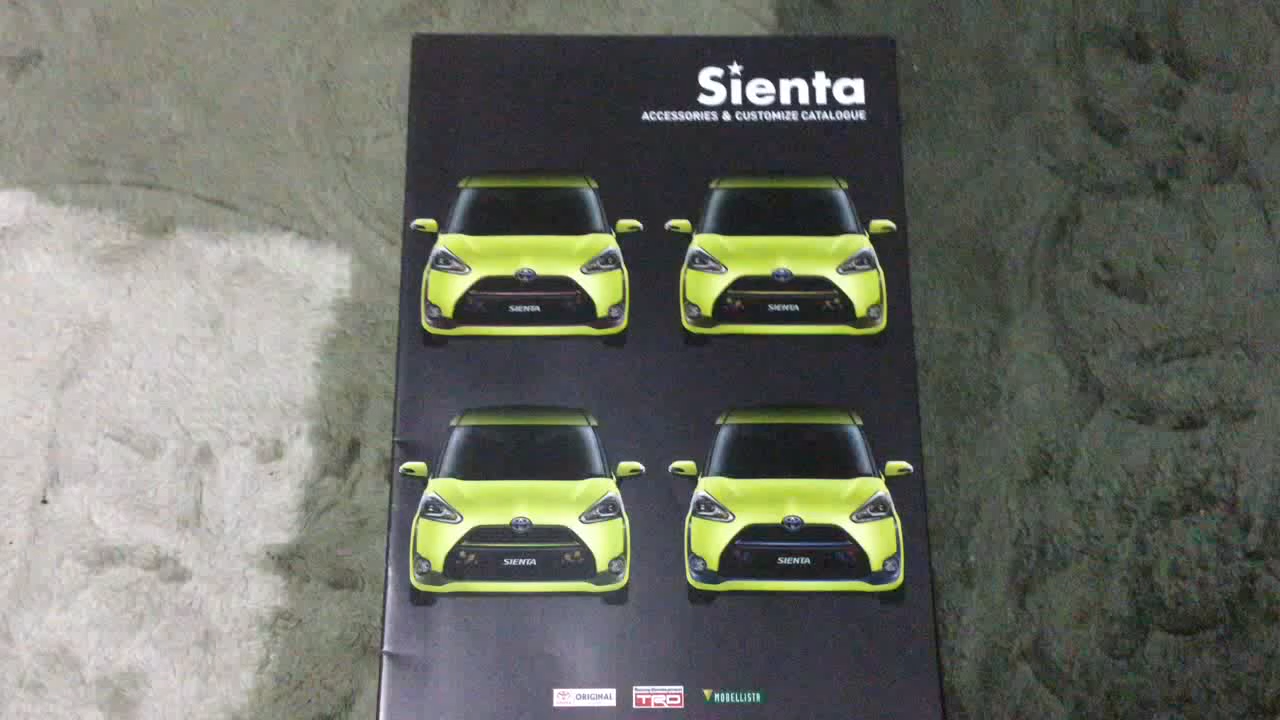 Sienta
ACCESSORIES & CUSTOMIZE CATALOGUE
SIENTA
SIENTA
SIENTA
SIENTA
ORIGINAL
TRD
MODELLISTA